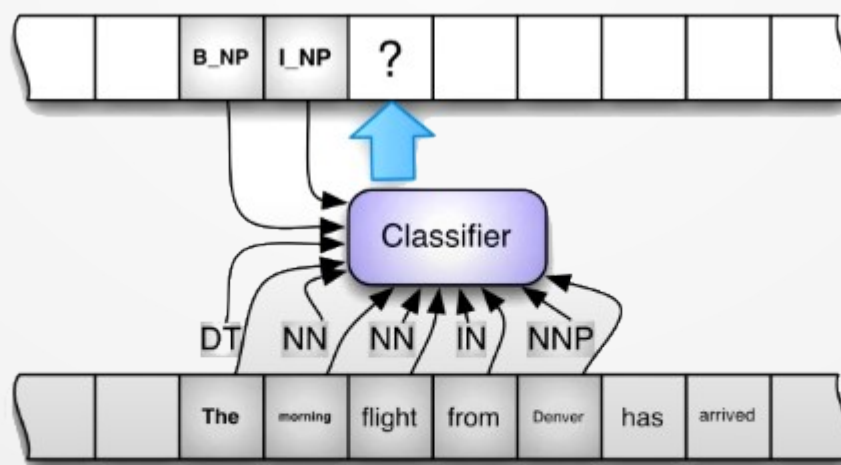 B_NP I_NP ?
Classifier
DT NN NN IN NNP
The morning flight from Denver has arrived